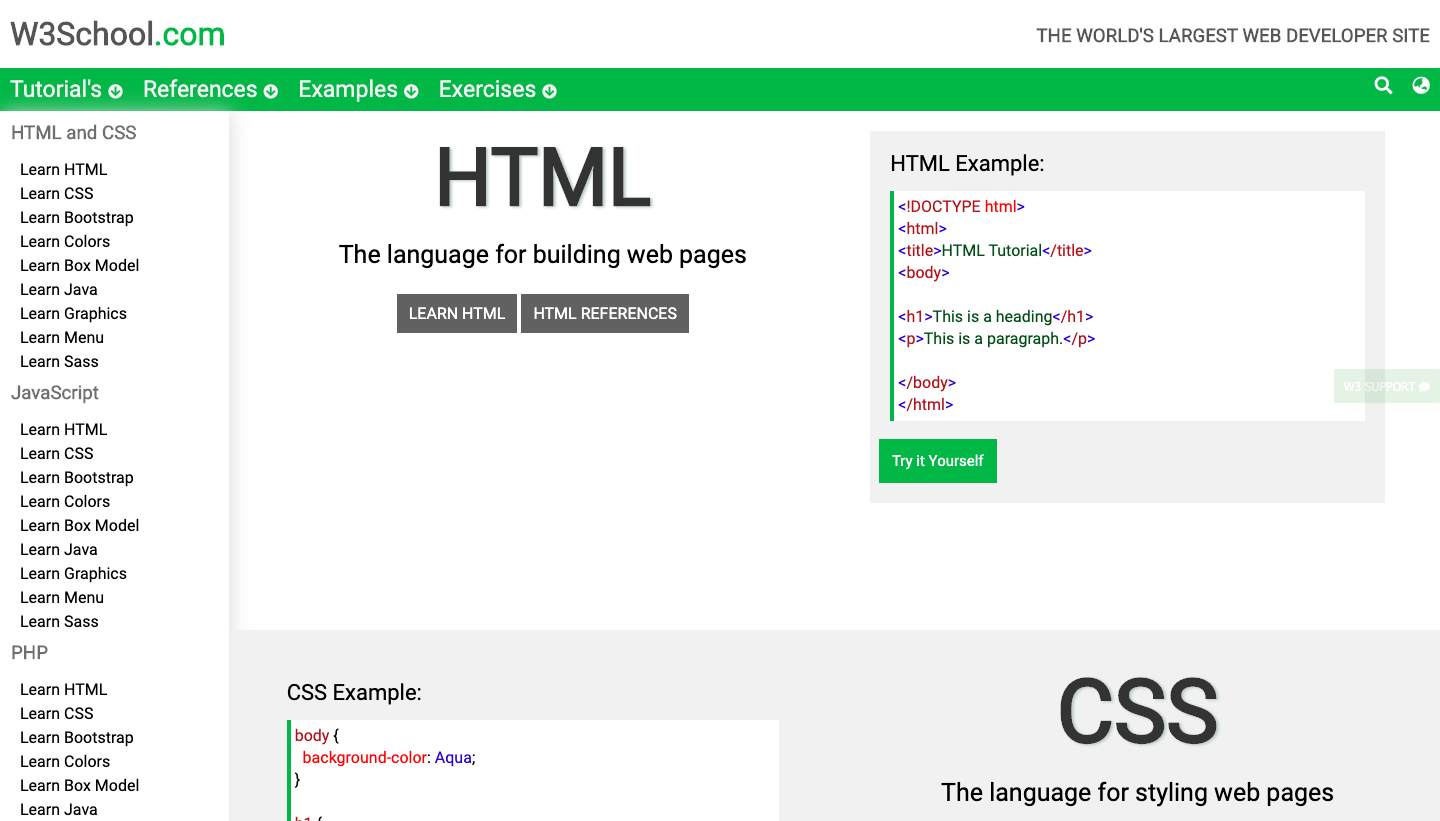 W3School.com
THE WORLD'S LARGEST WEB DEVELOPER SITE
Tutorial's References Examples Exercises
HTML and CSS
Learn HTML
Learn CSS
Learn Bootstrap
Learn Colors
Learn Box Model
Learn Java
Learn Graphics
Learn Menu
Learn Sass
JavaScript
Learn HTML
Learn CSS
Learn Bootstrap
Learn Colors
Learn Box Model
Learn Java
Learn Graphics
Learn Menu
Learn Sass
PHP
Learn HTML
Learn CSS
Learn Bootstrap
Learn Colors
Learn Box Model
Learn Java
HTML
The language for building web pages
LEARN HTML HTML REFERENCES
HTML Example:
<!DOCTYPE html>
<html>
<title>HTML Tutorial</title>
<body>
<h1>This is a heading</h1>
<p>This is a paragraph.</p>
</body>
</html>
Try it Yourself
W3 SUPPORT
CSS Example:
body {
background-color: Aqua;
}
h1 {
CSS
The language for styling web pages